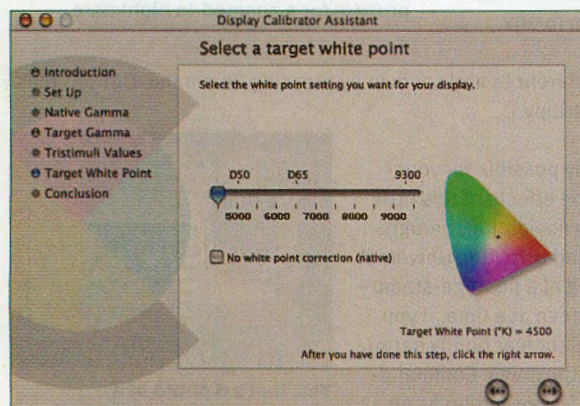 Display Calibrator Assistant
Select a target white point
Introduction
Set Up
Native Gamma
Target Gamma
Tristimuli Values
Target White Point
Conclusion
Select the white point setting you want for your display.
D50 D65 9300
5000 6000 7000 8000 9000
No white point correction (native)
Target White Point (°K) = 4500
After you have done this step, click the right arrow.